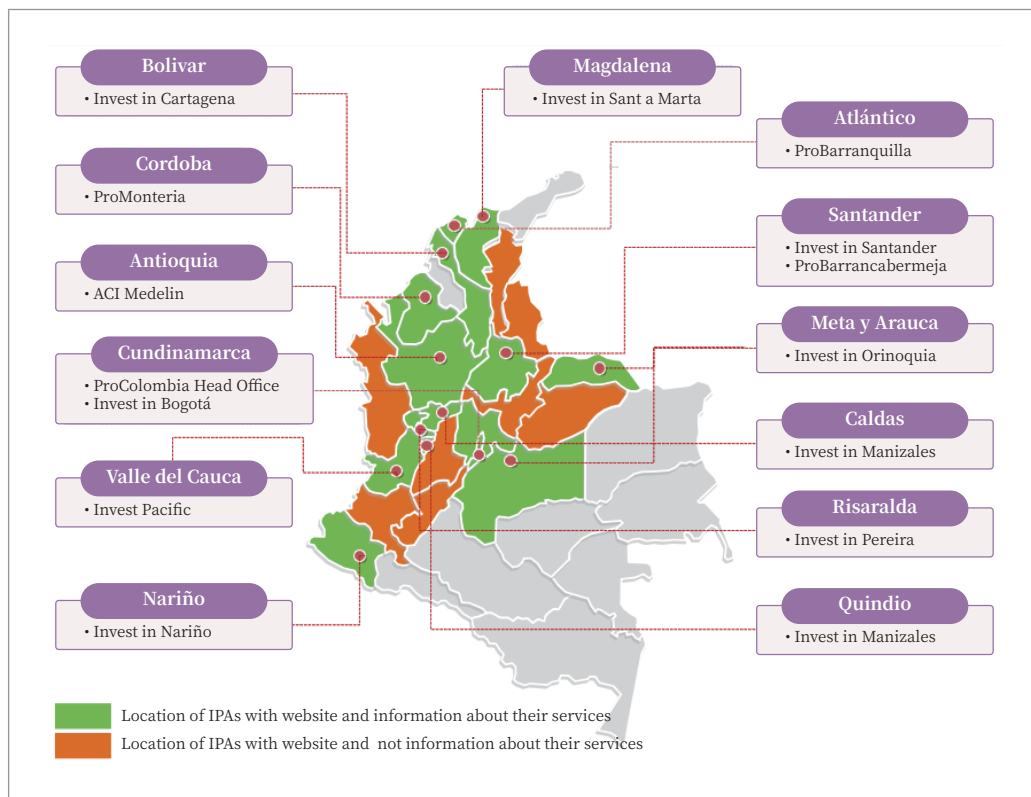 Bolivar
• Invest in Cartagena
Magdalena
• Invest in Sant a Marta
Atlántico
• ProBarranquilla
Cordoba
• ProMonteria
Santander
• Invest in Santander
• ProBarrancabermeja
Antioquia
• ACI Medelin
Meta y Arauca
• Invest in Orinoquia
Cundinamarca
• ProColombia Head Office
• Invest in Bogotá
Caldas
• Invest in Manizales
Valle del Cauca
• Invest Pacific
Risaralda
• Invest in Pereira
Nariño
• Invest in Nariño
Quindio
• Invest in Manizales
Location of IPAs with website and information about their services
Location of IPAs with website and  not information about their services